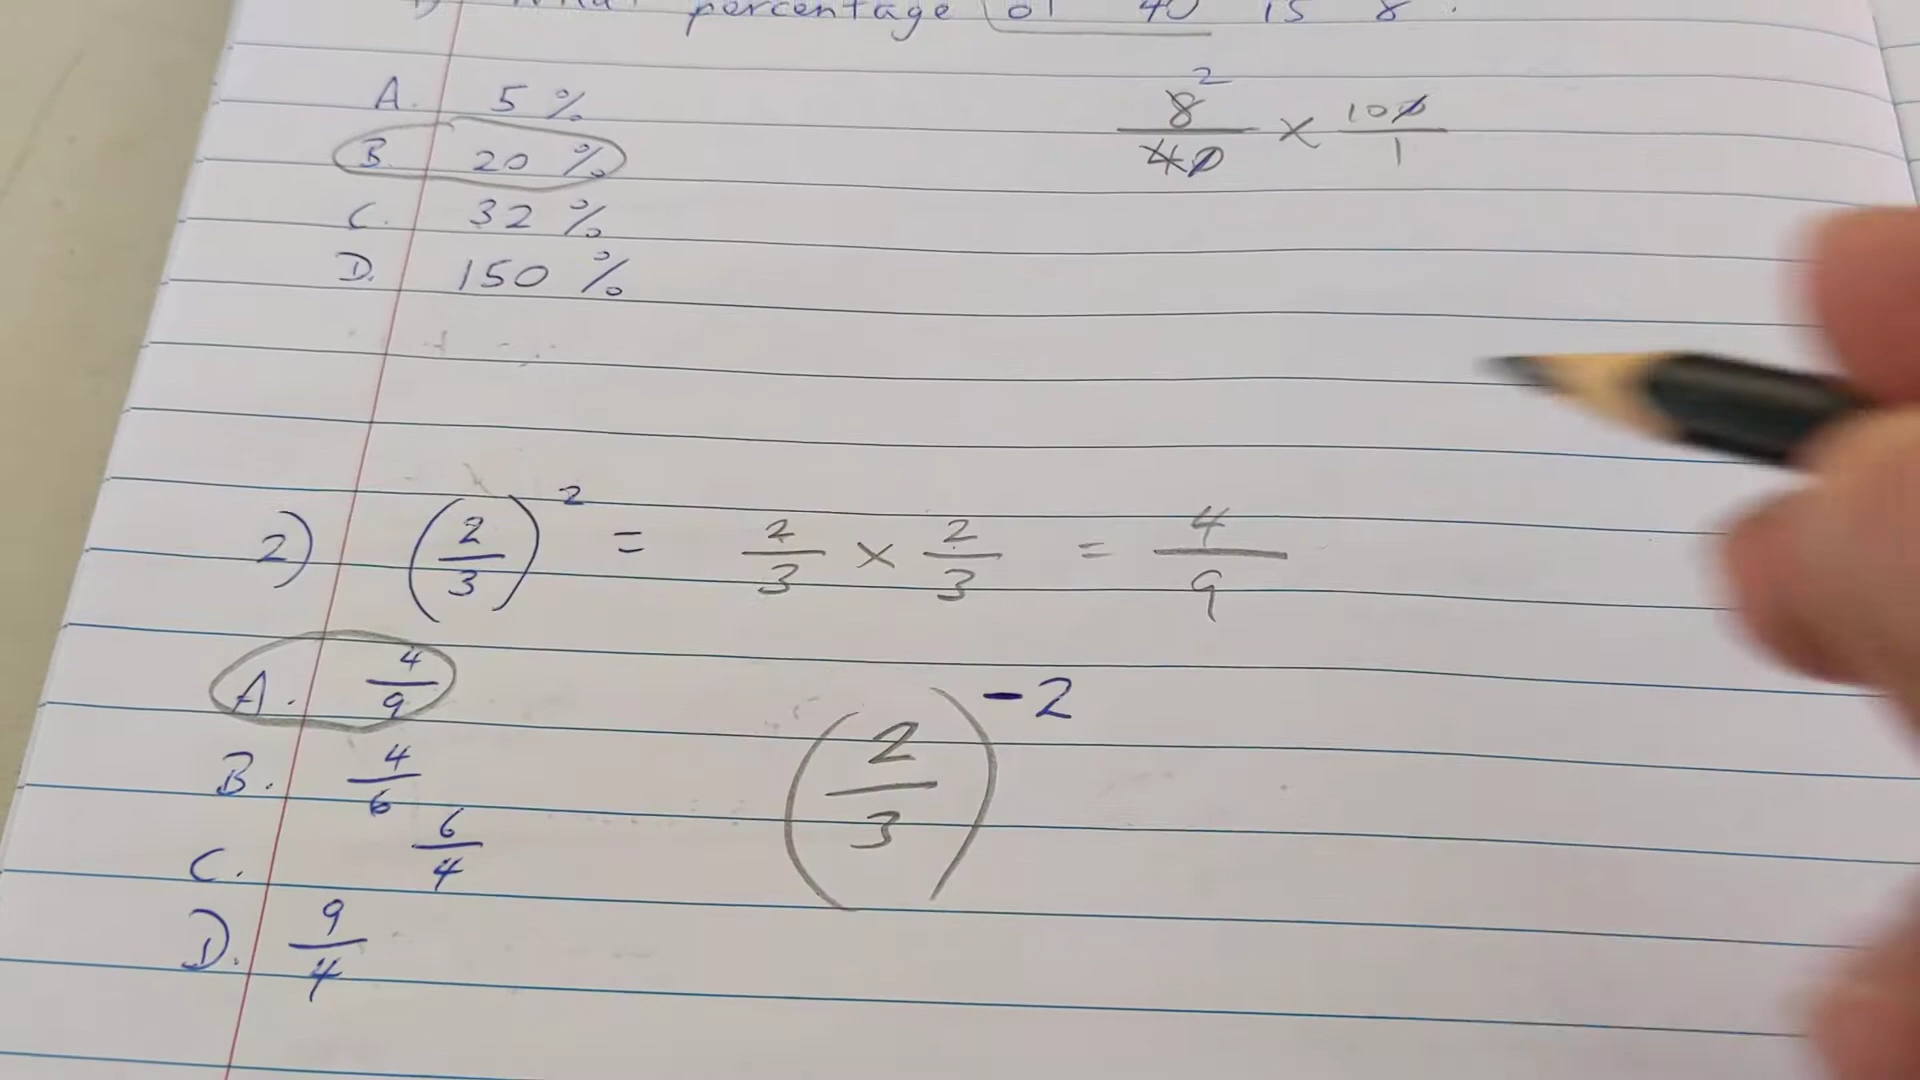 percentage of 40 is 8
A. 5 %
B. 20 %
C. 32 %
D. 150 %
8 2 / 40 × 100 / 1
2) (2/3)² = 2/3 × 2/3 = 4/9
A. 4/9
B. 4/6
C. 6/4
D. 9/4
(2/3)⁻²